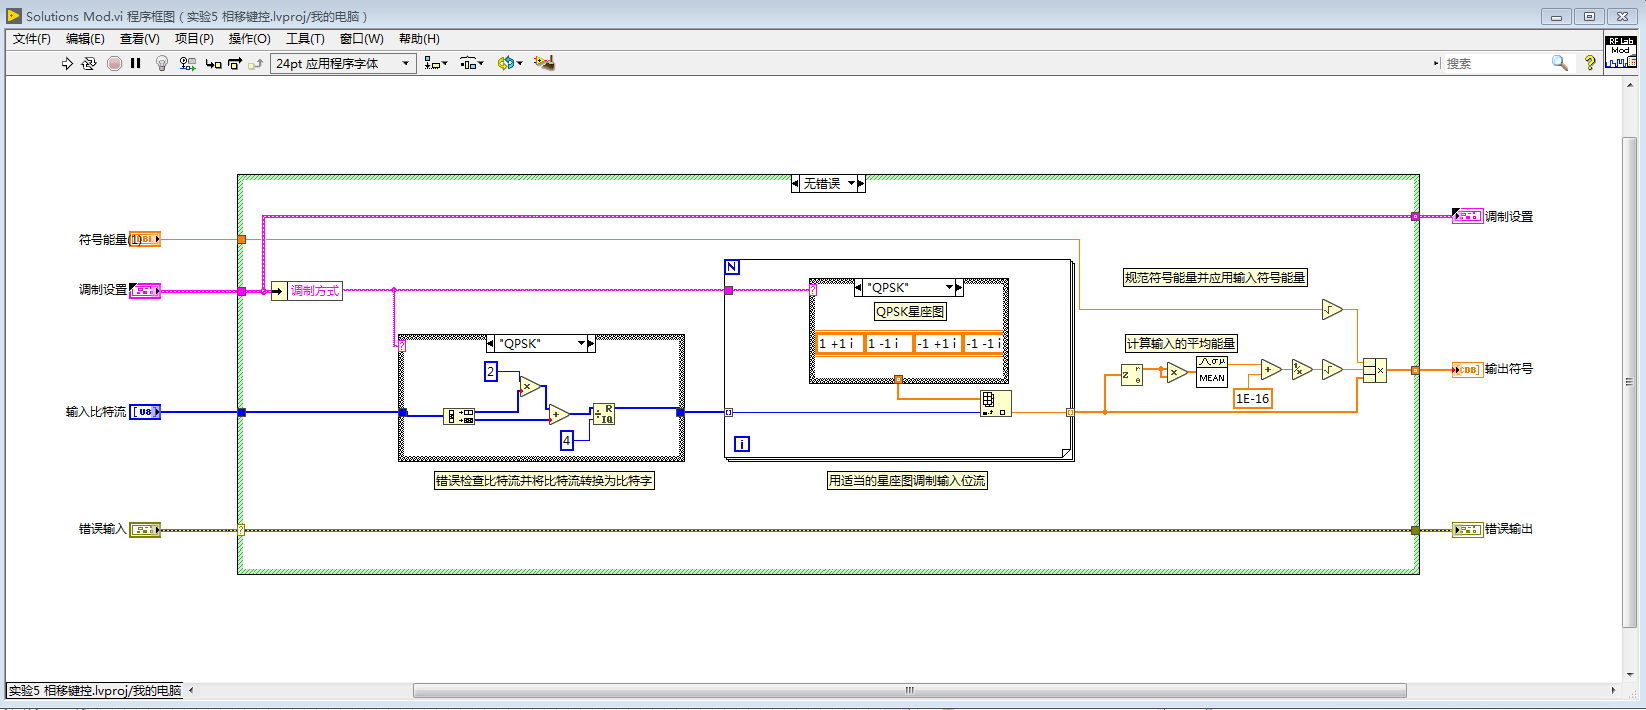 Solutions Mod.vi 程序框图 ( 实验5 相移键控.lvproj/我的电脑 )
文件(F) 编辑(E) 查看(V) 项目(P) 操作(O) 工具(T) 窗口(W) 帮助(H)
24pt 应用程序字体
搜索
RF Lab
Mod
无错误
调制设置
符号能量(1)
调制设置
调制方式
N
"QPSK"
QPSK星座图
1 +1 i
1 -1 i
-1 +1 i
-1 -1 i
规范符号能量并应用输入符号能量
"QPSK"
2
计算输入的平均能量
MEAN
1E-16
输出符号
输入比特流
U8
R
IQ
4
i
错误检查比特流并将比特流转换为比特字
用适当的星座图调制输入位流
错误输入
错误输出
实验5 相移键控.lvproj/我的电脑